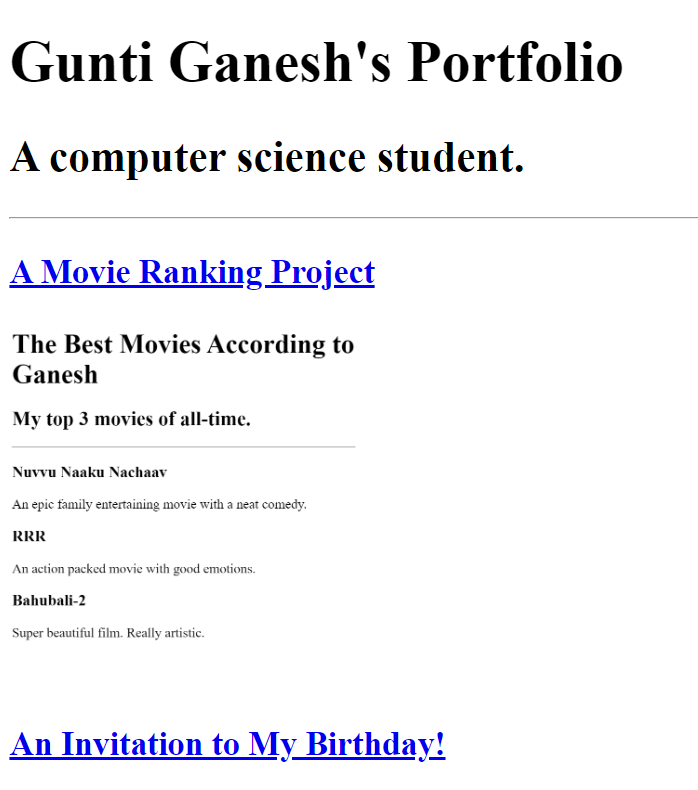 Gunti Ganesh's Portfolio
A computer science student.
A Movie Ranking Project
The Best Movies According to
Ganesh
My top 3 movies of all-time.
Nuvvu Naaku Nachaav
An epic family entertaining movie with a neat comedy.
RRR
An action packed movie with good emotions.
Bahubali-2
Super beautiful film. Really artistic.
An Invitation to My Birthday!